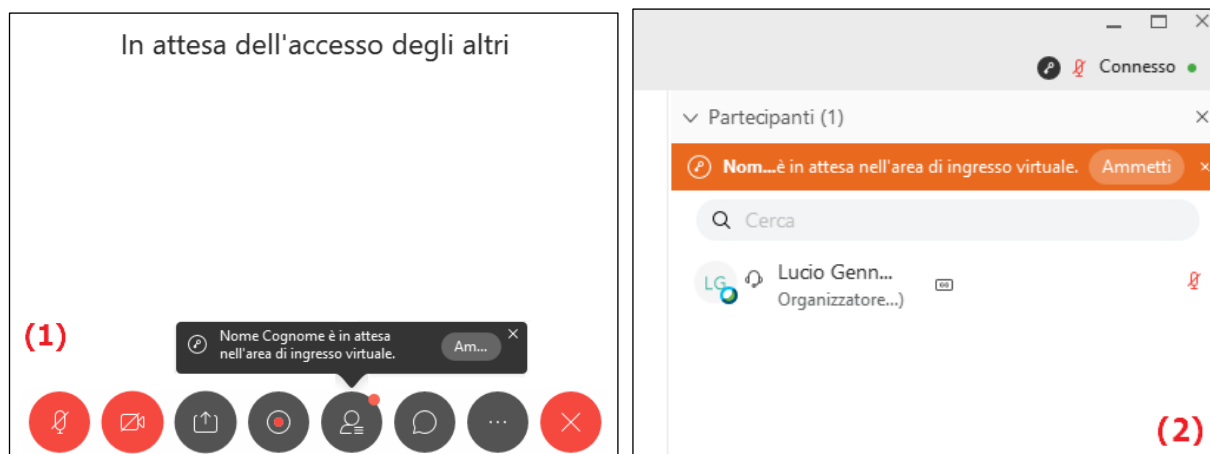 In attesa dell'accesso degli altri
Nome Cognome è in attesa
nell'area di ingresso virtuale.
Am...
(1)
Connesso
Partecipanti (1)
Nom...è in attesa nell'area di ingresso virtuale.
Ammetti
Cerca
LG
Lucio Genn...
Organizzatore...)
(2)